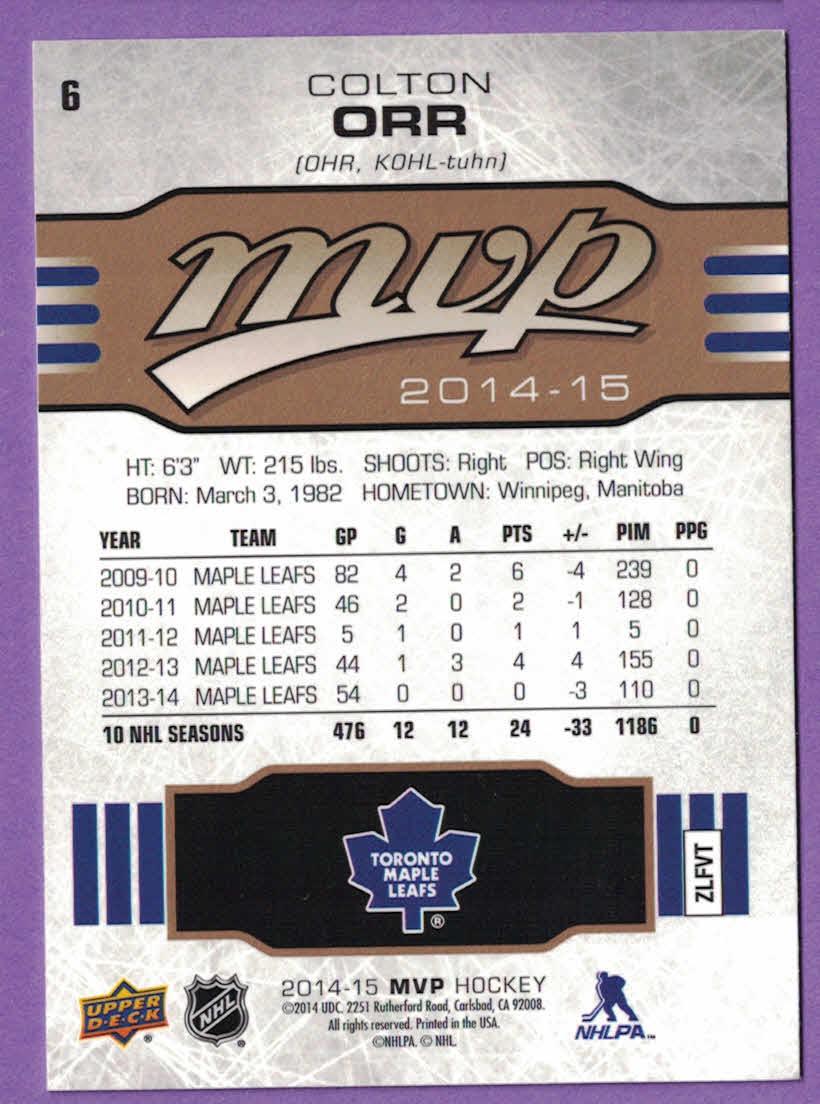 6
COLTON
ORR
(OHR, KOHL-tuhn)
mvp
2014-15
HT: 6'3" WT: 215 lbs. SHOOTS: Right POS: Right Wing
BORN: March 3, 1982 HOMETOWN: Winnipeg, Manitoba
YEAR TEAM GP G A PTS +/- PIM PPG
2009-10 MAPLE LEAFS 82 4 2 6 -4 239 0
2010-11 MAPLE LEAFS 46 2 0 2 -1 128 0
2011-12 MAPLE LEAFS 5 1 0 1 1 5 0
2012-13 MAPLE LEAFS 44 1 3 4 4 155 0
2013-14 MAPLE LEAFS 54 0 0 0 -3 110 0
10 NHL SEASONS 476 12 12 24 -33 1186 0
TORONTO
MAPLE
LEAFS
®
ZLFVT
UPPER
D·E·C·K
®
NHL
®
2014-15 MVP HOCKEY
©2014 UDC. 2251 Rutherford Road, Carlsbad, CA 92008.
All rights reserved. Printed in the USA.
©NHLPA. © NHL.
NHLPA™